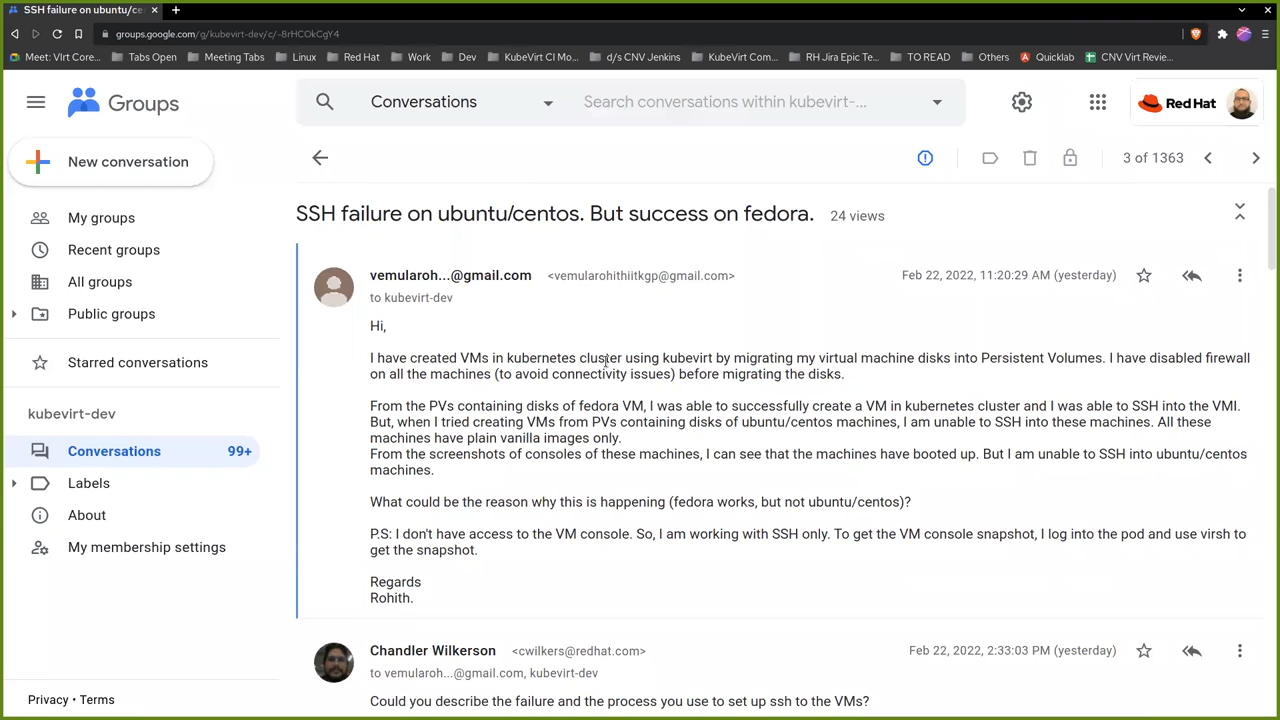 SSH failure on ubuntu/cen
groups.google.com/g/kubevirt-dev/c/-8rHCOkCgY4
Meet: VIrt Core... Tabs Open Meeting Tabs Linux Red Hat Work Dev KubeVirt CI Mo... d/s CNV Jenkins KubeVirt Com... RH Jira Epic Te... TO READ Others Quicklab CNV Virt Revie...
Groups
Conversations
Search conversations within kubevirt-...
Red Hat
New conversation
3 of 1363
My groups
Recent groups
All groups
Public groups
Starred conversations
kubevirt-dev
Conversations 99+
Labels
About
My membership settings
Privacy • Terms
SSH failure on ubuntu/centos. But success on fedora. 24 views
vemularoh...@gmail.com <vemularohithiitkgp@gmail.com> Feb 22, 2022, 11:20:29 AM (yesterday)
to kubevirt-dev
Hi,
I have created VMs in kubernetes cluster using kubevirt by migrating my virtual machine disks into Persistent Volumes. I have disabled firewall
on all the machines (to avoid connectivity issues) before migrating the disks.
From the PVs containing disks of fedora VM, I was able to successfully create a VM in kubernetes cluster and I was able to SSH into the VMI.
But, when I tried creating VMs from PVs containing disks of ubuntu/centos machines, I am unable to SSH into these machines. All these
machines have plain vanilla images only.
From the screenshots of consoles of these machines, I can see that the machines have booted up. But I am unable to SSH into ubuntu/centos
machines.
What could be the reason why this is happening (fedora works, but not ubuntu/centos)?
P.S: I don't have access to the VM console. So, I am working with SSH only. To get the VM console snapshot, I log into the pod and use virsh to
get the snapshot.
Regards
Rohith.
Chandler Wilkerson <cwilkers@redhat.com> Feb 22, 2022, 2:33:03 PM (yesterday)
to vemularoh...@gmail.com, kubevirt-dev
Could you describe the failure and the process you use to set up ssh to the VMs?